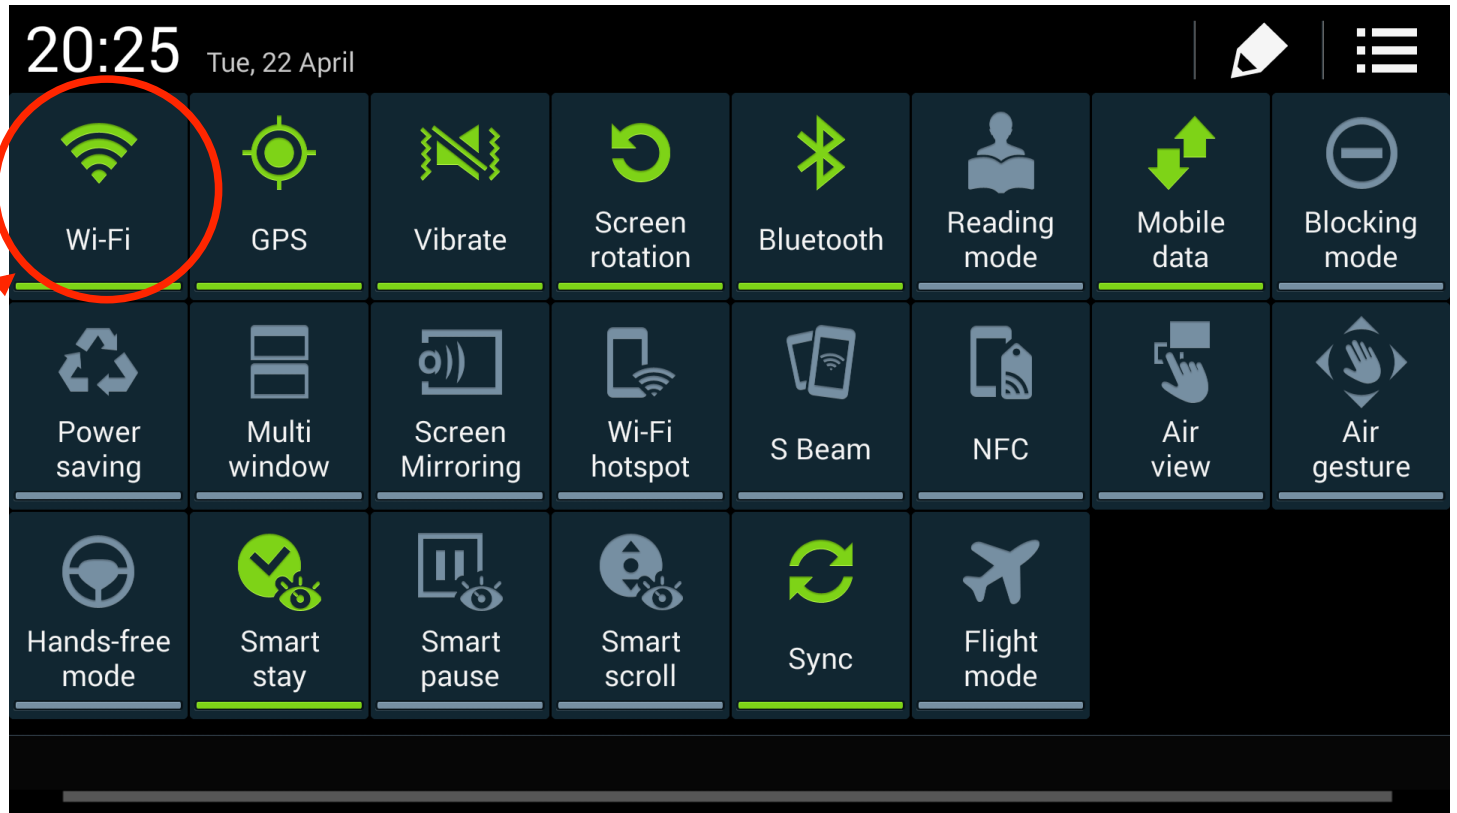 20:25 Tue, 22 April
Wi-Fi
GPS
Vibrate
Screen
rotation
Bluetooth
Reading
mode
Mobile
data
Blocking
mode
Power
saving
Multi
window
Screen
Mirroring
Wi-Fi
hotspot
S Beam
NFC
Air
view
Air
gesture
Hands-free
mode
Smart
stay
Smart
pause
Smart
scroll
Sync
Flight
mode